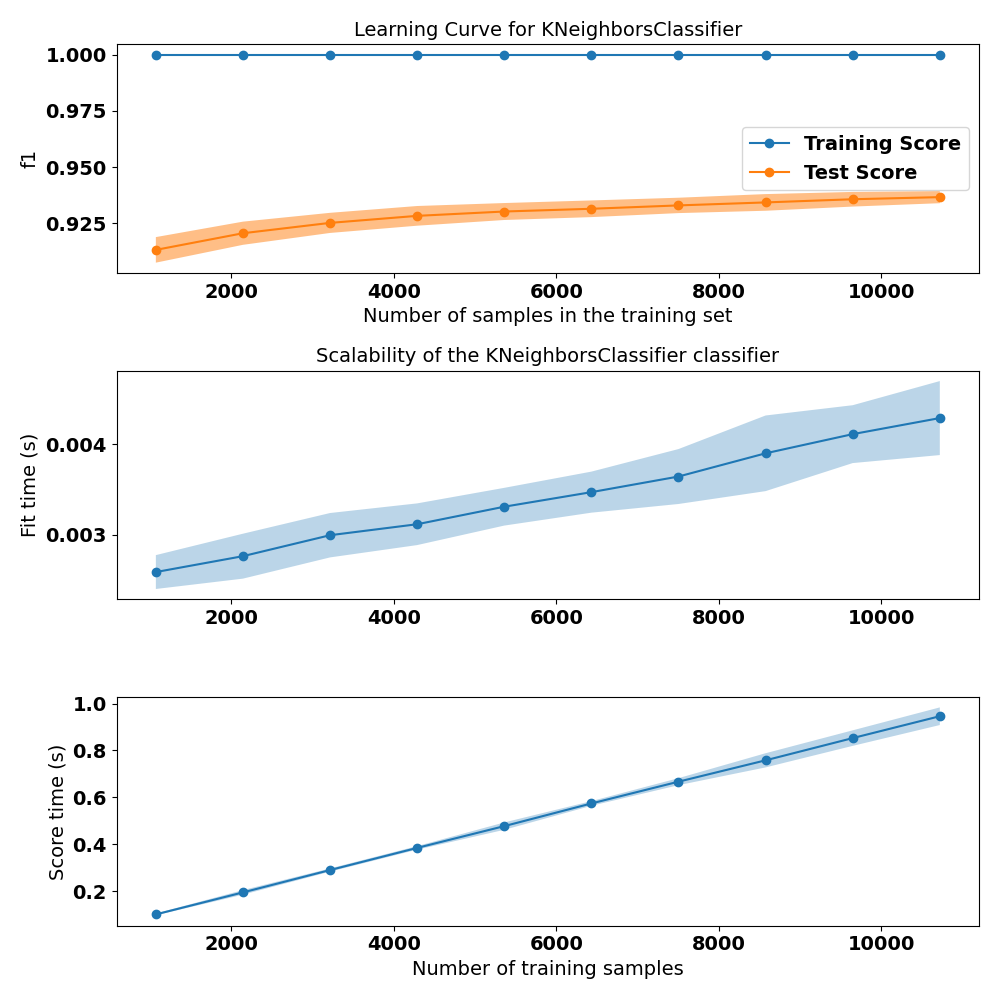 Learning Curve for KNeighborsClassifier
1.000
0.975
0.950
0.925
f1
Training Score
Test Score
2000 4000 6000 8000 10000
Number of samples in the training set
Scalability of the KNeighborsClassifier classifier
0.004
0.003
Fit time (s)
2000 4000 6000 8000 10000
1.0
0.8
0.6
0.4
0.2
Score time (s)
2000 4000 6000 8000 10000
Number of training samples